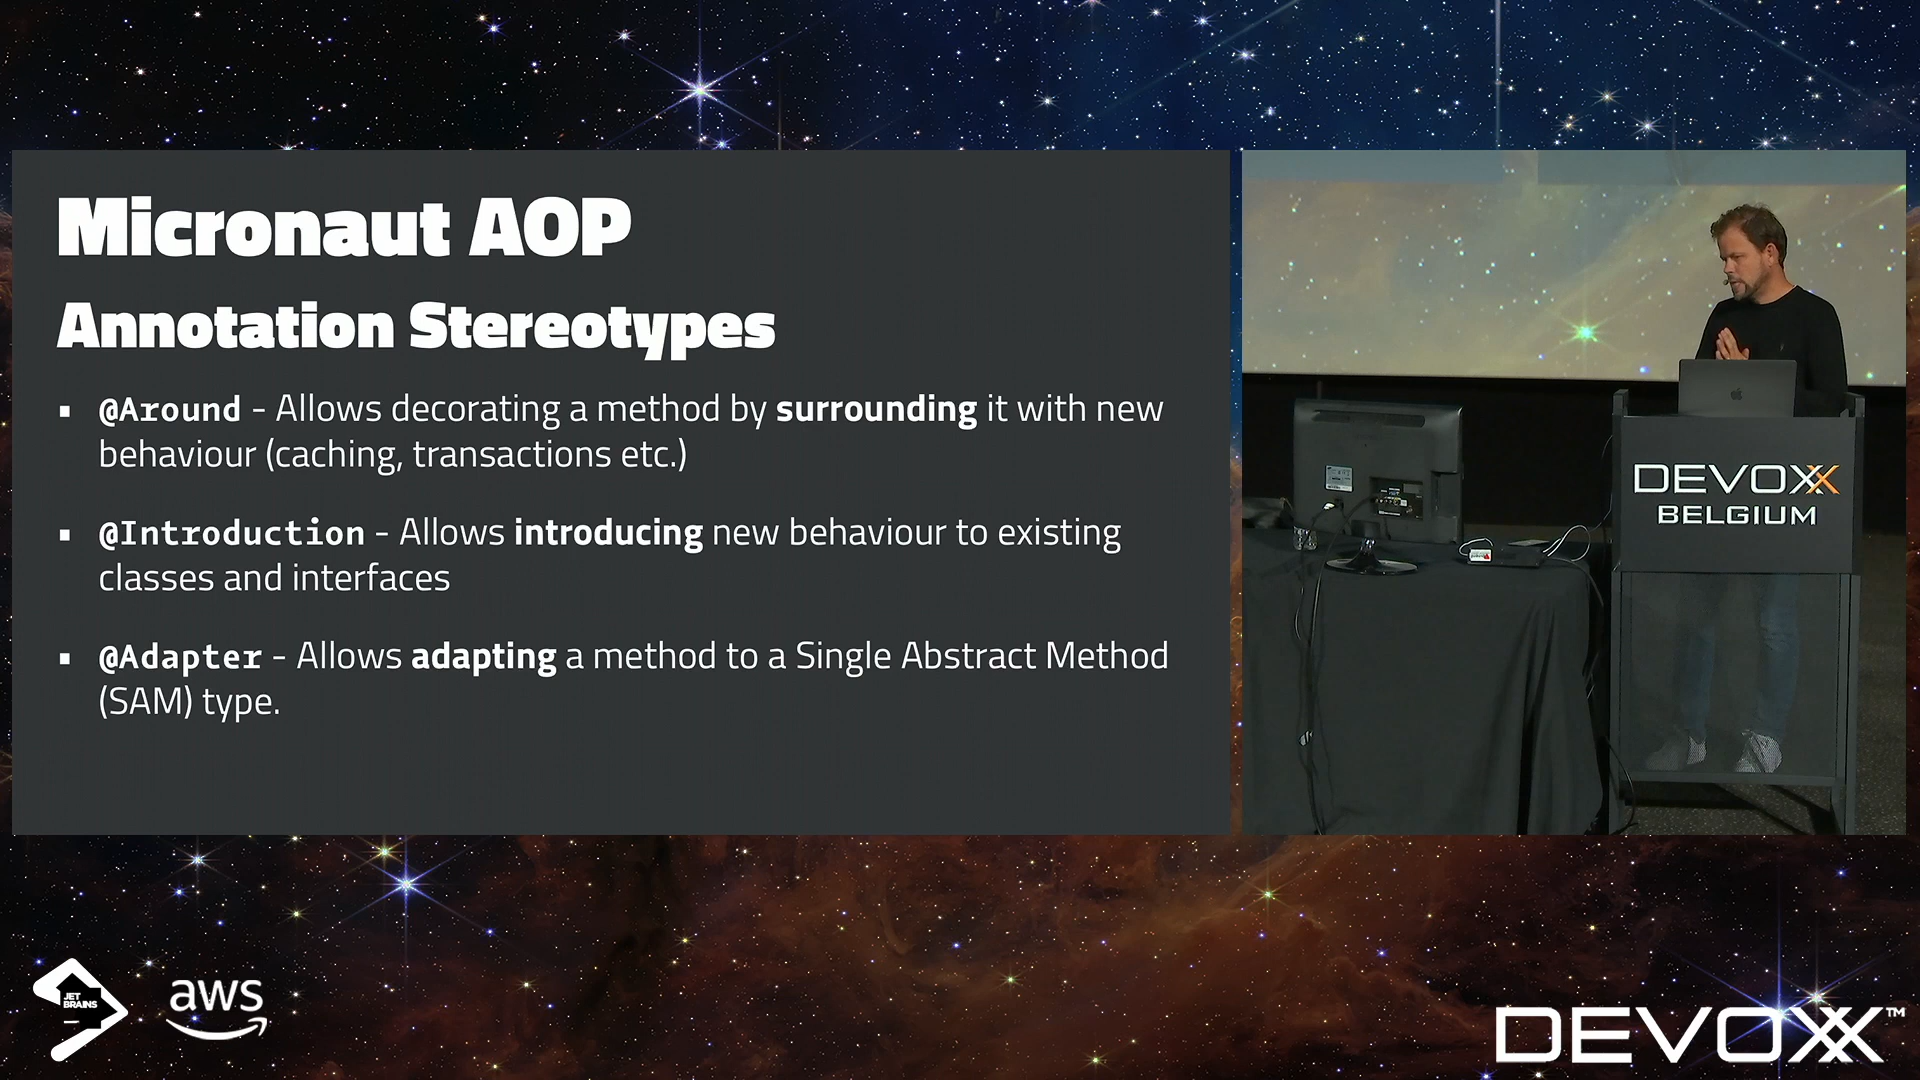 Micronaut AOP
Annotation Stereotypes
▪ @Around - Allows decorating a method by surrounding it with new
behaviour (caching, transactions etc.)
▪ @Introduction - Allows introducing new behaviour to existing
classes and interfaces
▪ @Adapter - Allows adapting a method to a Single Abstract Method
(SAM) type.
DEVOXX
BELGIUM
JET
BRAINS
aws
DEVOXX™